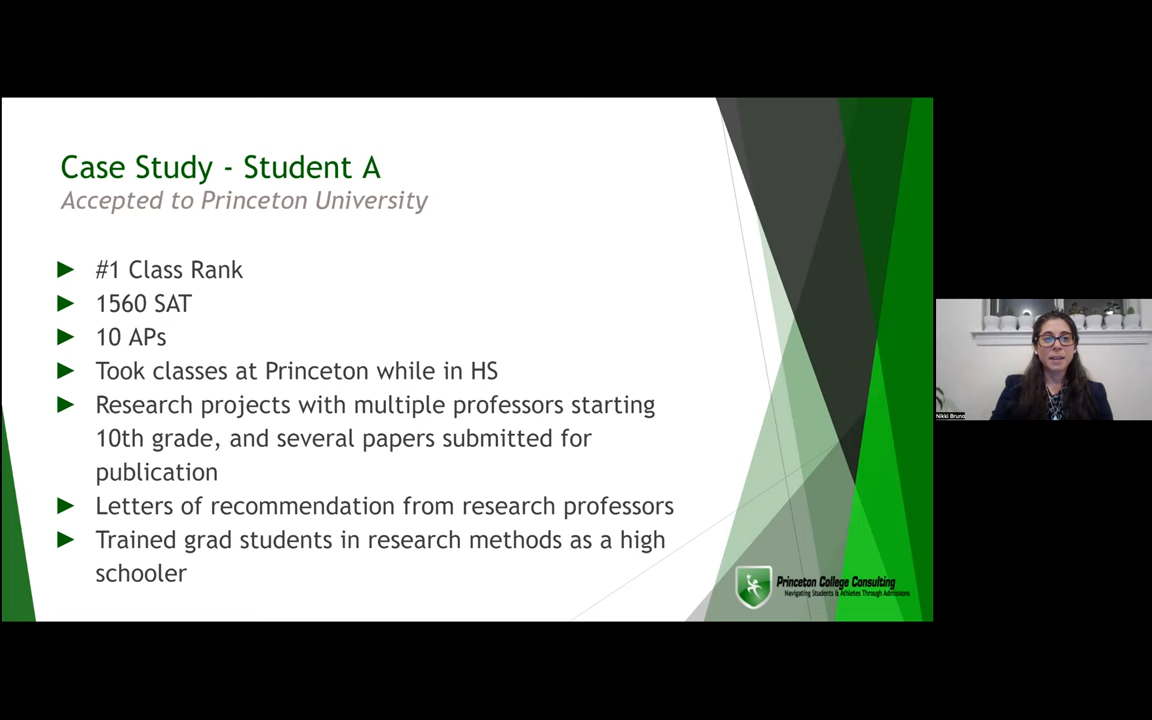 Case Study - Student A
Accepted to Princeton University
#1 Class Rank
1560 SAT
10 APs
Took classes at Princeton while in HS
Research projects with multiple professors starting
10th grade, and several papers submitted for
publication
Letters of recommendation from research professors
Trained grad students in research methods as a high
schooler
Princeton College Consulting
Navigating Students & Athletes Through Admissions
Nikki Bruno